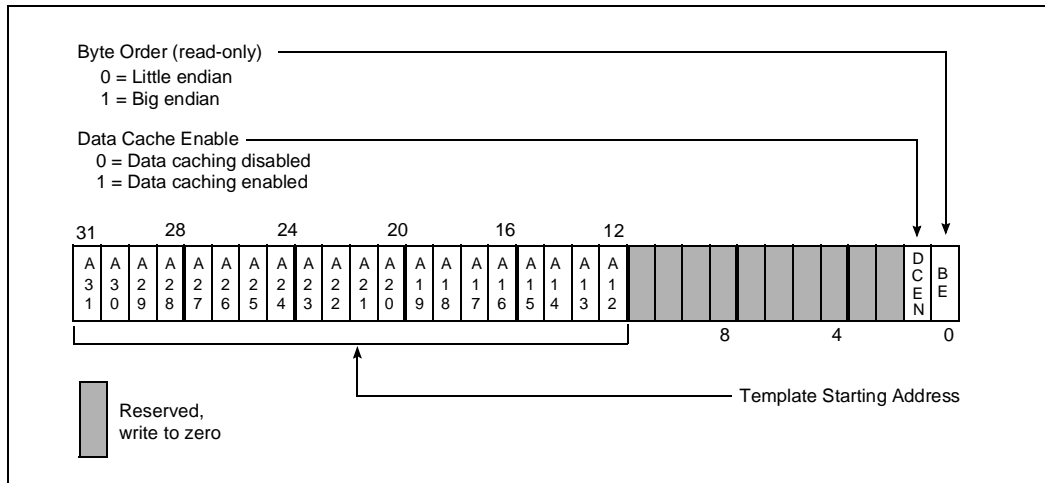 Byte Order (read-only)
0 = Little endian
1 = Big endian
Data Cache Enable
0 = Data caching disabled
1 = Data caching enabled
31 28 24 20 16 12
A31 A30 A29 A28 A27 A26 A25 A24 A23 A22 A21 A20 A19 A18 A17 A16 A15 A14 A13 A12 DCEN BE
8 4 0
Template Starting Address
Reserved,
write to zero